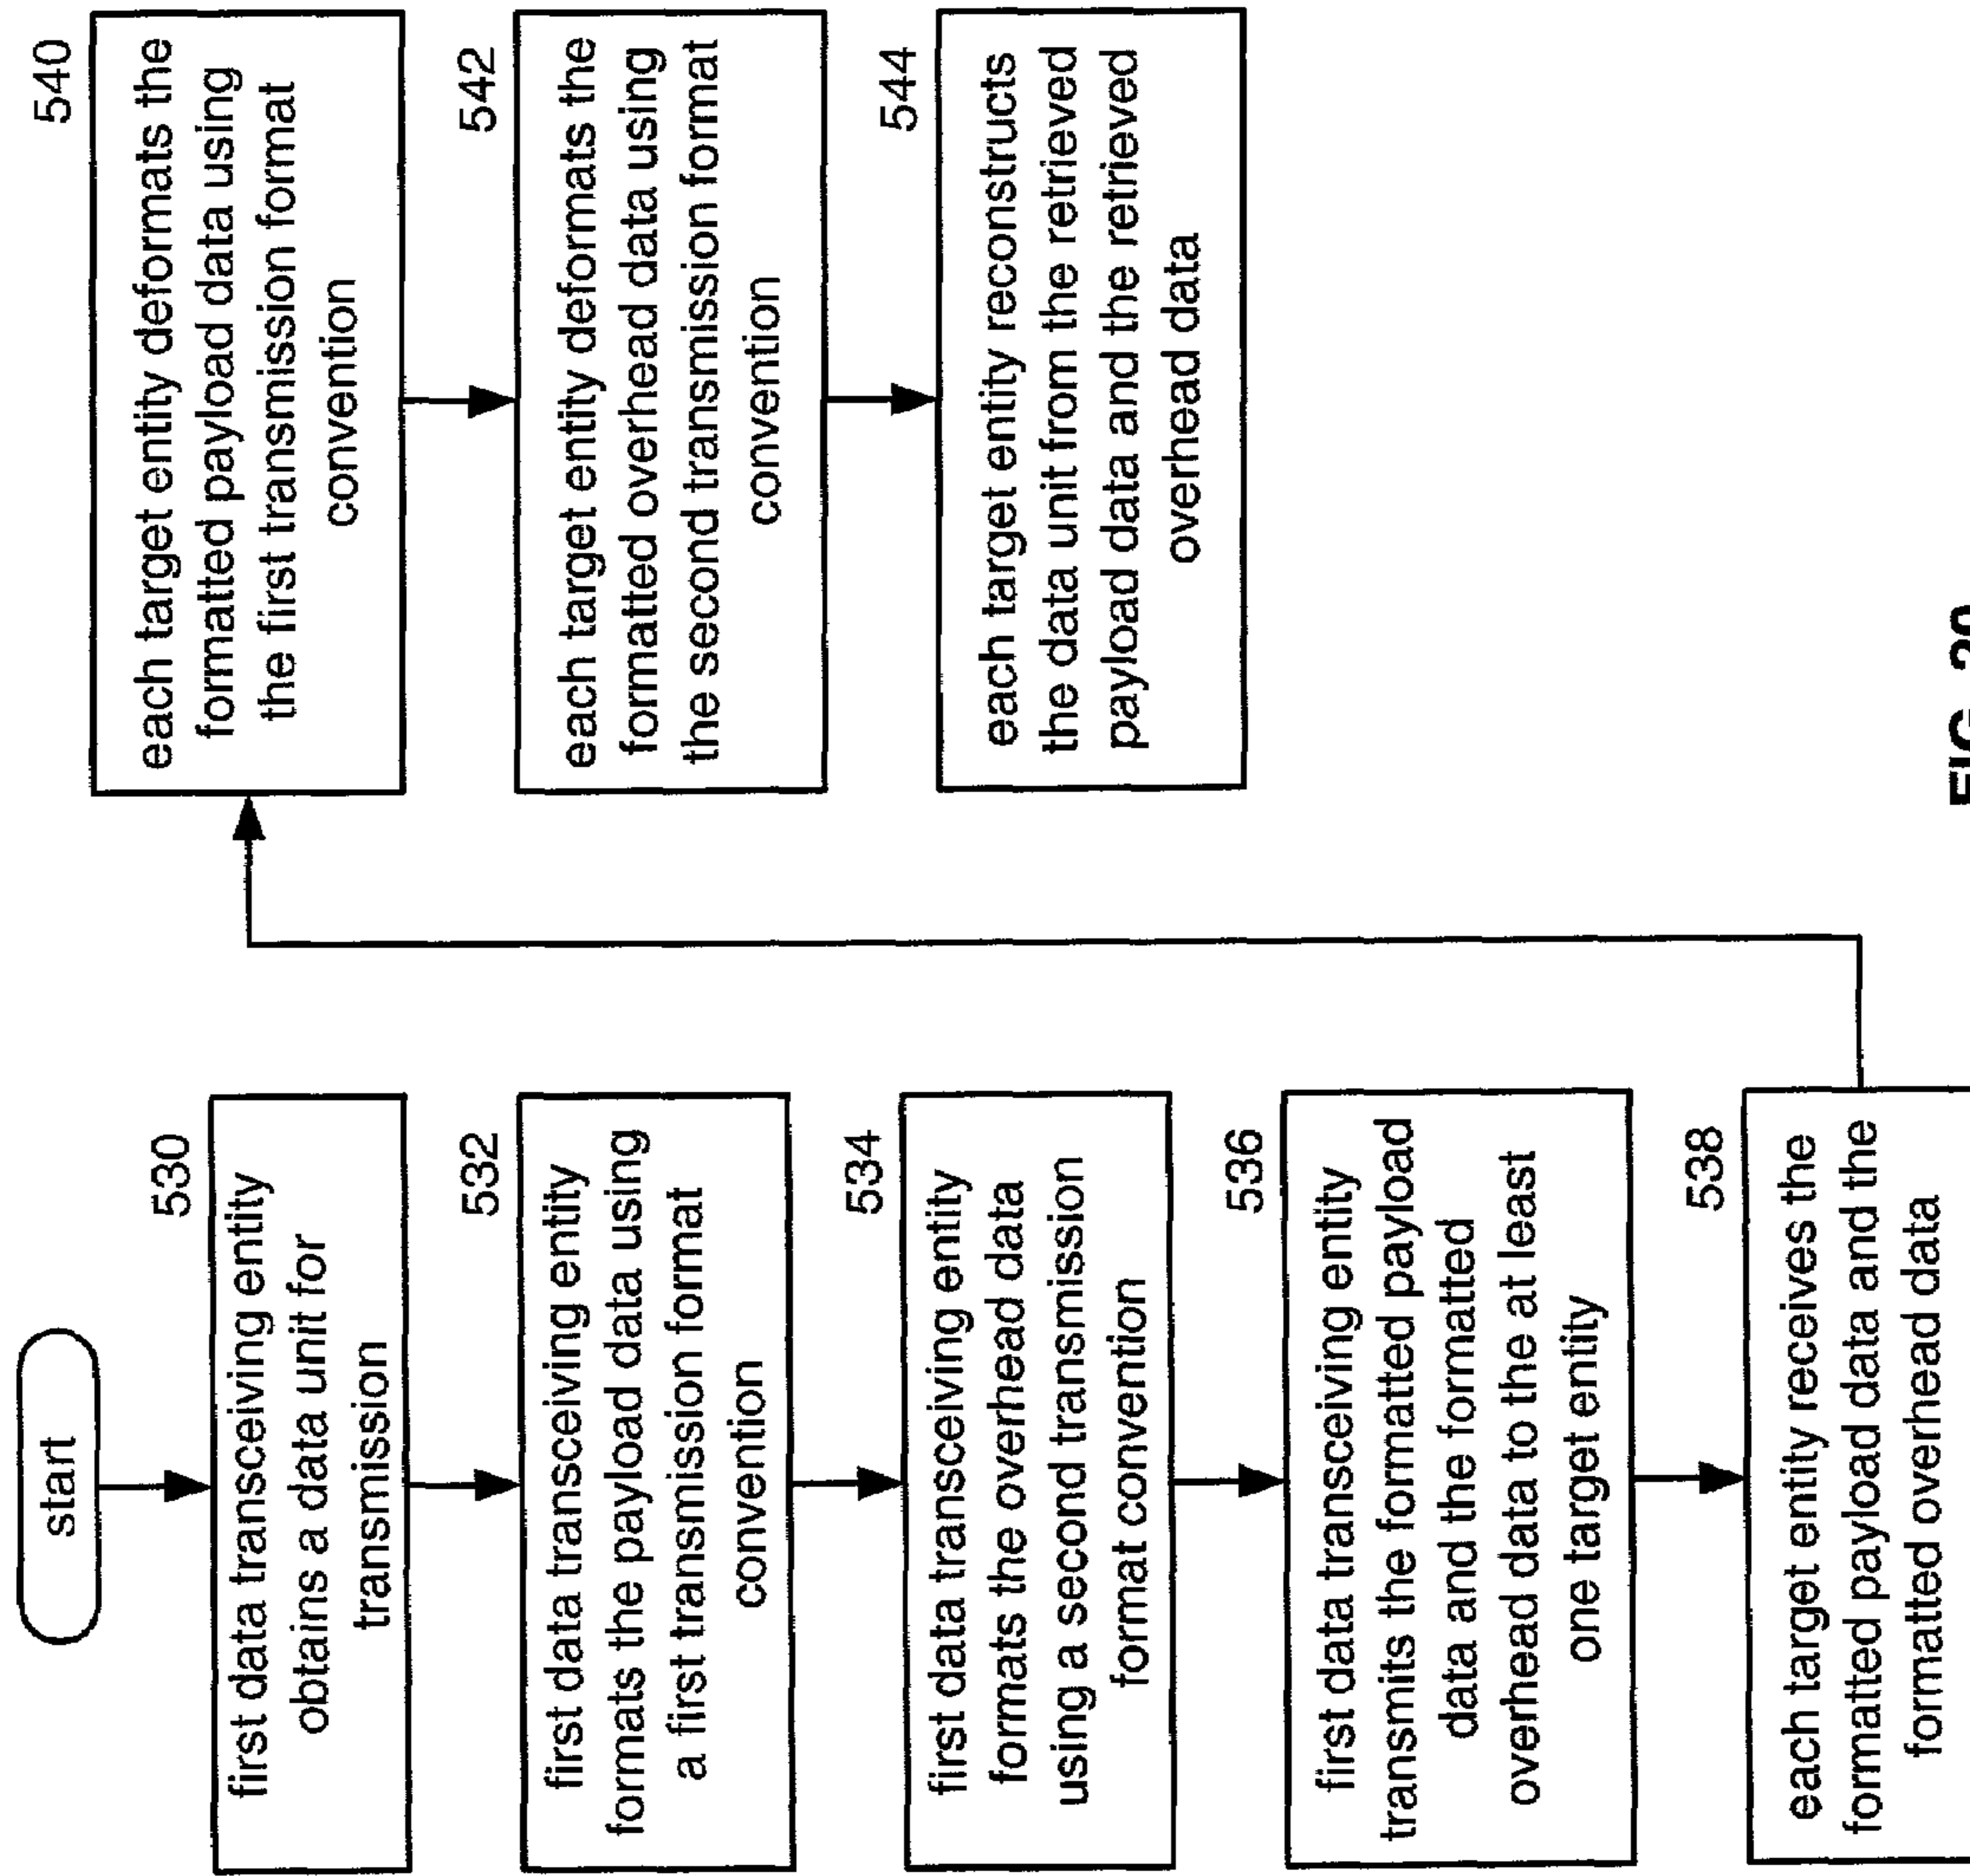 start
530
first data transceiving entity
obtains a data unit for
transmission
532
first data transceiving entity
formats the payload data using
a first transmission format
convention
534
first data transceiving entity
formats the overhead data
using a second transmission
format convention
536
first data transceiving entity
transmits the formatted payload
data and the formatted
overhead data to the at least
one target entity
538
each target entity receives the
formatted payload data and the
formatted overhead data
540
each target entity deformats the
formatted payload data using
the first transmission format
convention
542
each target entity deformats the
formatted overhead data using
the second transmission format
convention
544
each target entity reconstructs
the data unit from the retrieved
payload data and the retrieved
overhead data
FIG.